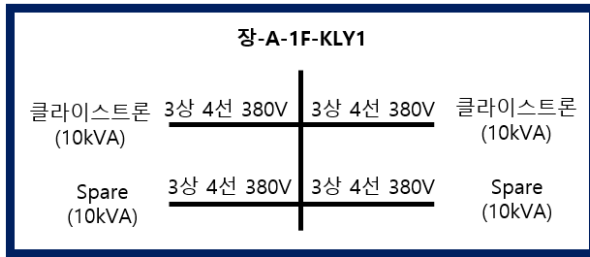 장-A-1F-KLY1
클라이스트론 3상 4선 380V 3상 4선 380V 클라이스트론
(10kVA) (10kVA)
Spare 3상 4선 380V 3상 4선 380V Spare
(10kVA) (10kVA)